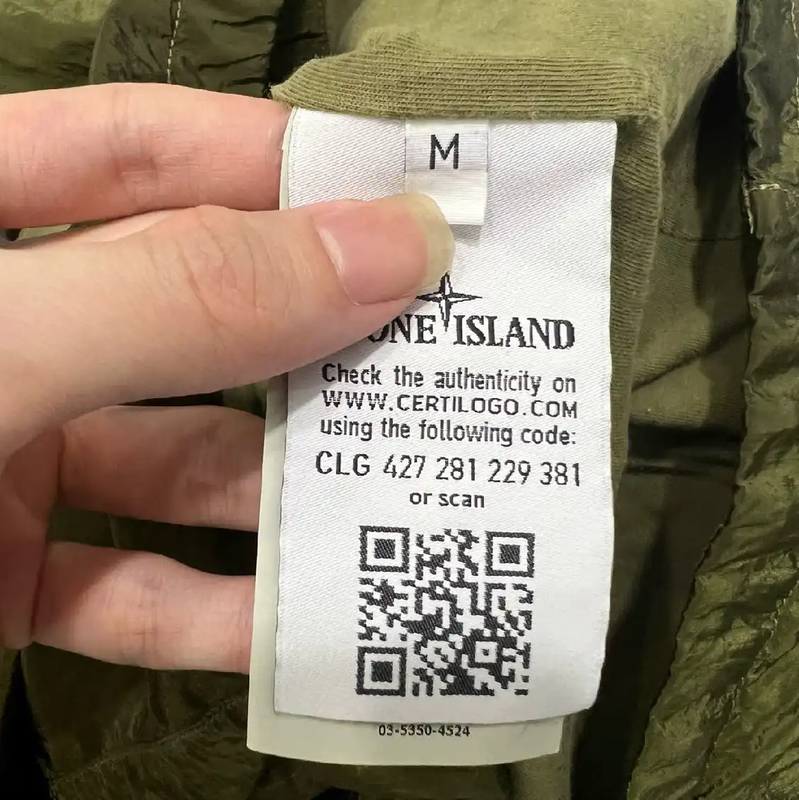 M
ISLAND
Check the authenticity on
WWW.CERTILOGO.COM
using the following code:
CLG 427 281 229 381
or scan
03-5350-4524